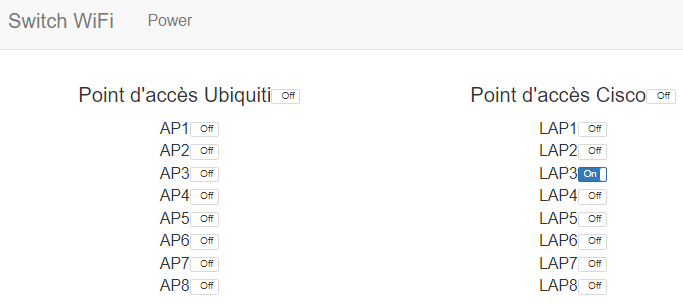 Switch WiFi Power
Point d'accès Ubiquiti Off
AP1 Off
AP2 Off
AP3 Off
AP4 Off
AP5 Off
AP6 Off
AP7 Off
AP8 Off
Point d'accès Cisco Off
LAP1 Off
LAP2 Off
LAP3 On
LAP4 Off
LAP5 Off
LAP6 Off
LAP7 Off
LAP8 Off